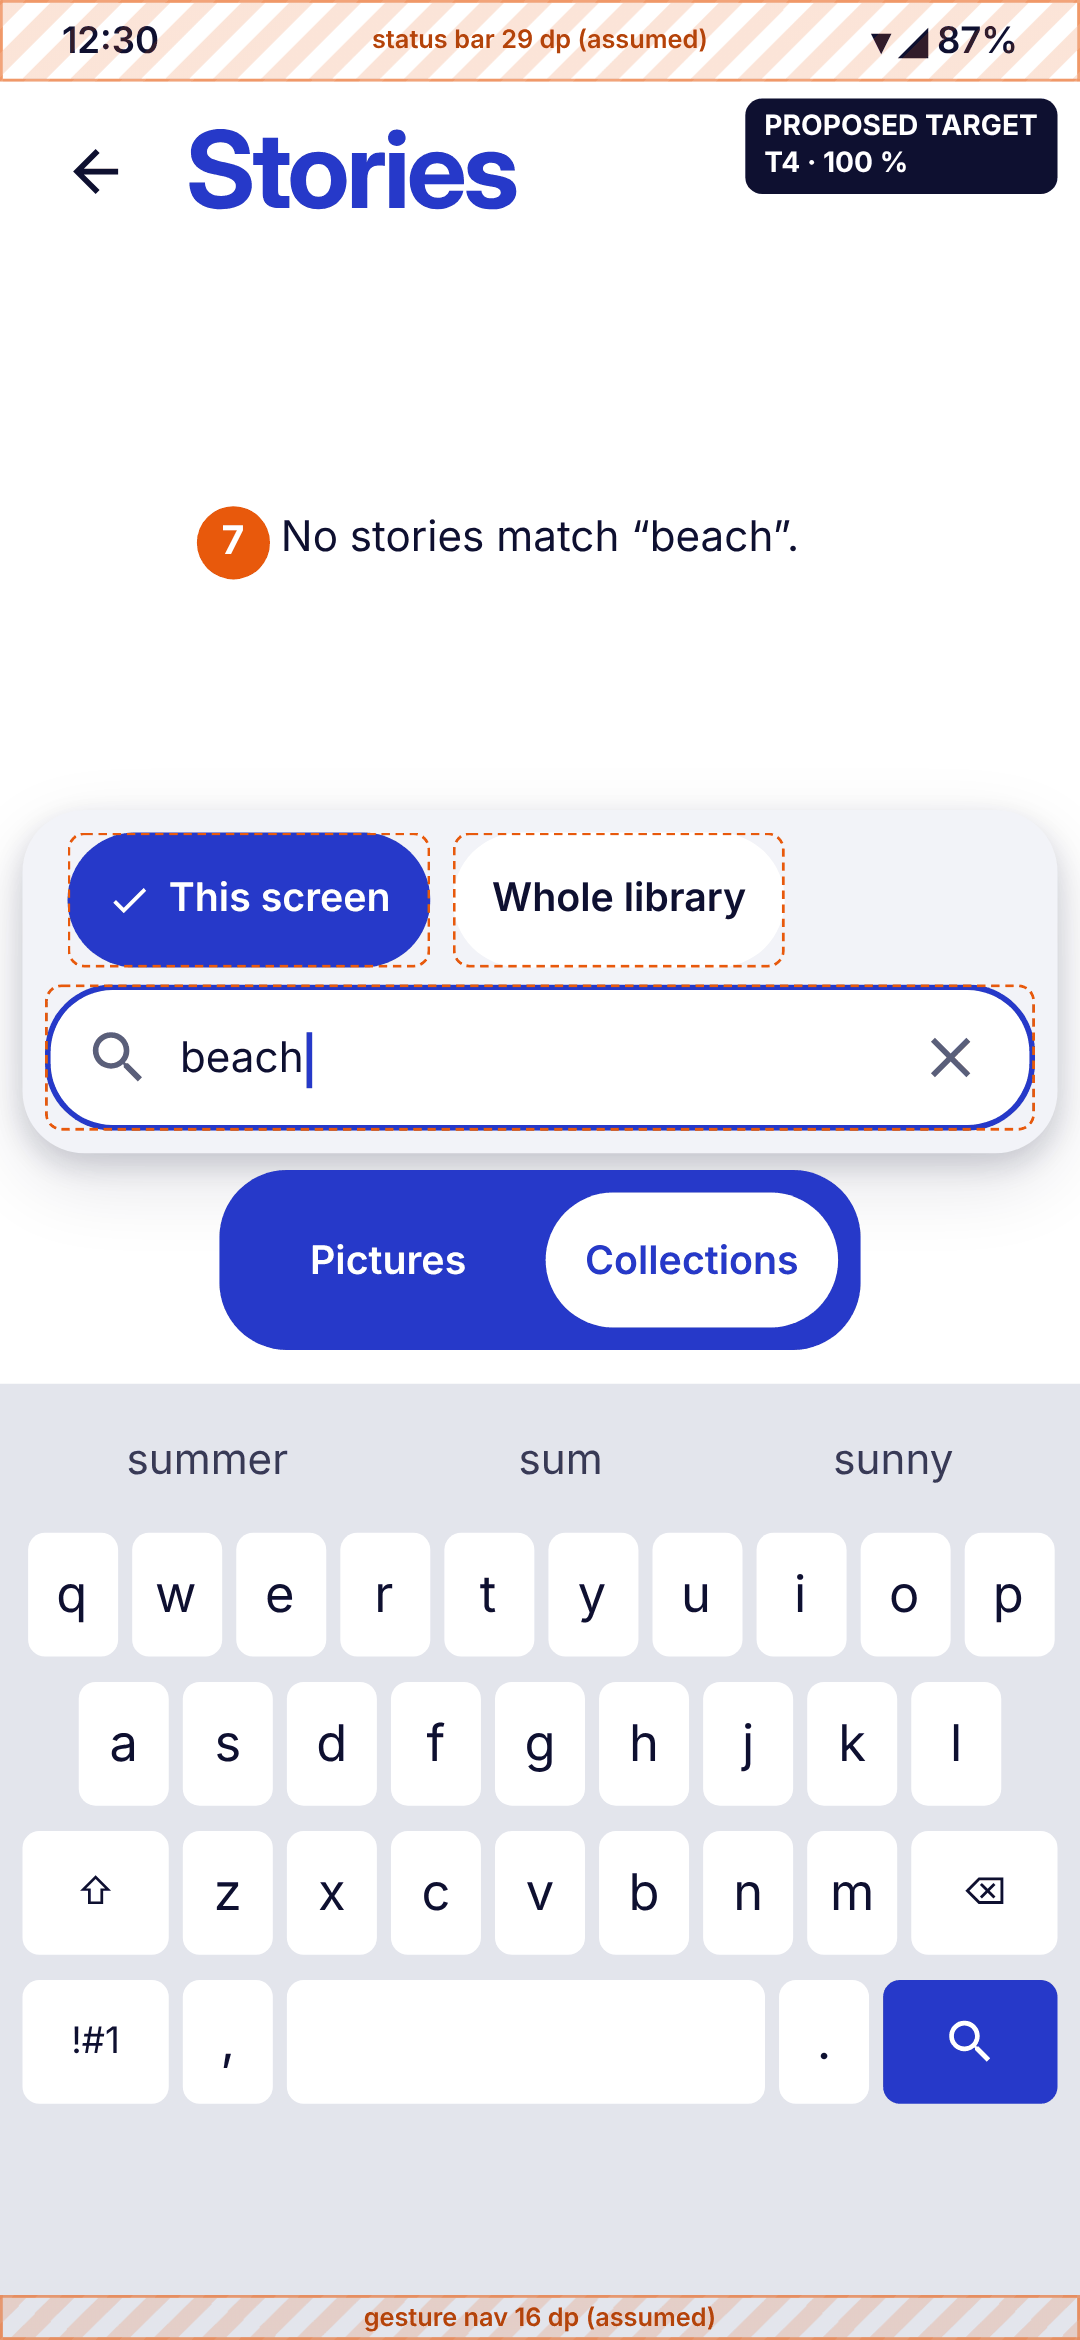 12:30
status bar 29 dp (assumed)
87%
Stories
PROPOSED TARGET
T4 · 100 %
7
No stories match “beach”.
This screen
Whole library
beach
Pictures
Collections
summer sum sunny
q w e r t y u i o p
a s d f g h j k l
z x c v b n m
!#1 , .
gesture nav 16 dp (assumed)